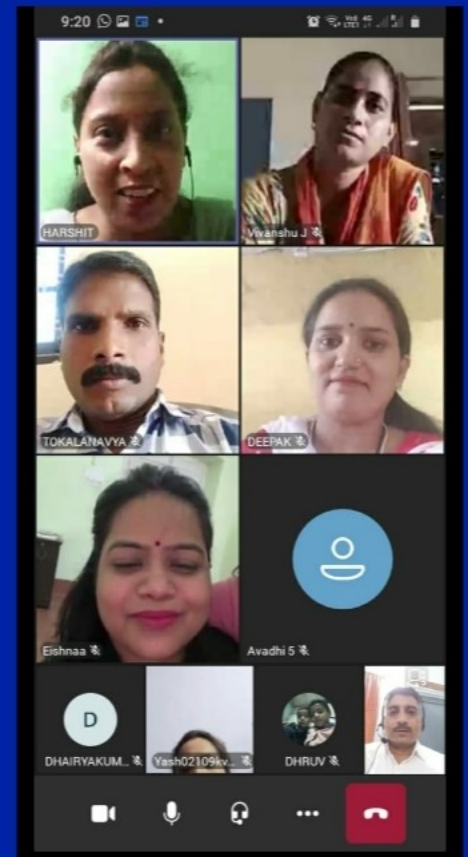 9:20
HARSHIT
Vivanshu J
TOKALANAVYA
DEEPAK
Eishnaa
Avadhi 5
D
DHAIRYAKUM...
Yash02109kv...
DHRUV